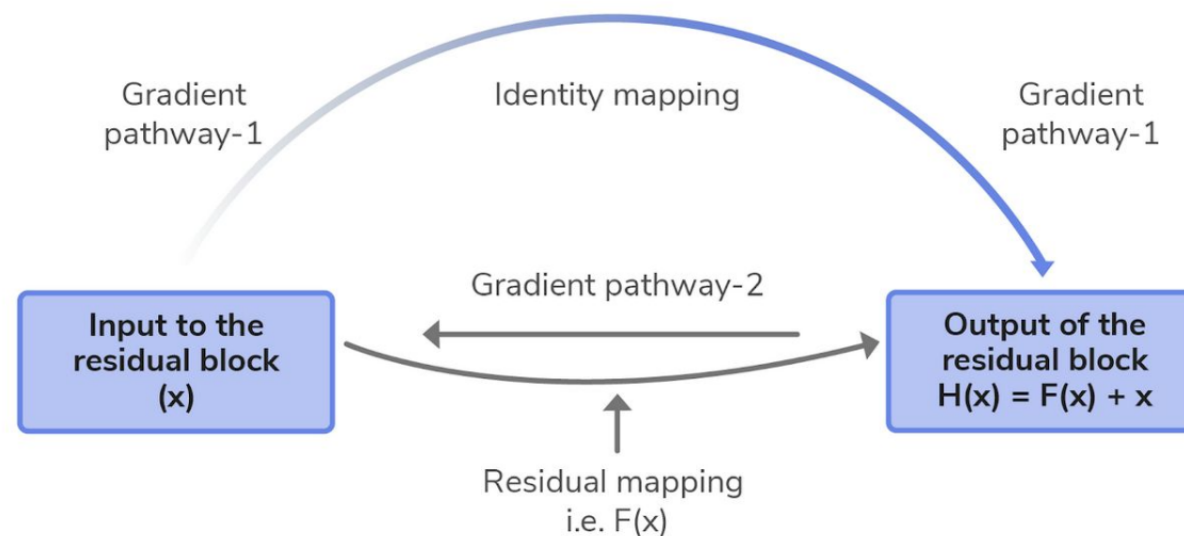 Gradient
pathway-1
Identity mapping
Gradient
pathway-1
Gradient pathway-2
Input to the
residual block
(x)
Output of the
residual block
H(x) = F(x) + x
Residual mapping
i.e. F(x)